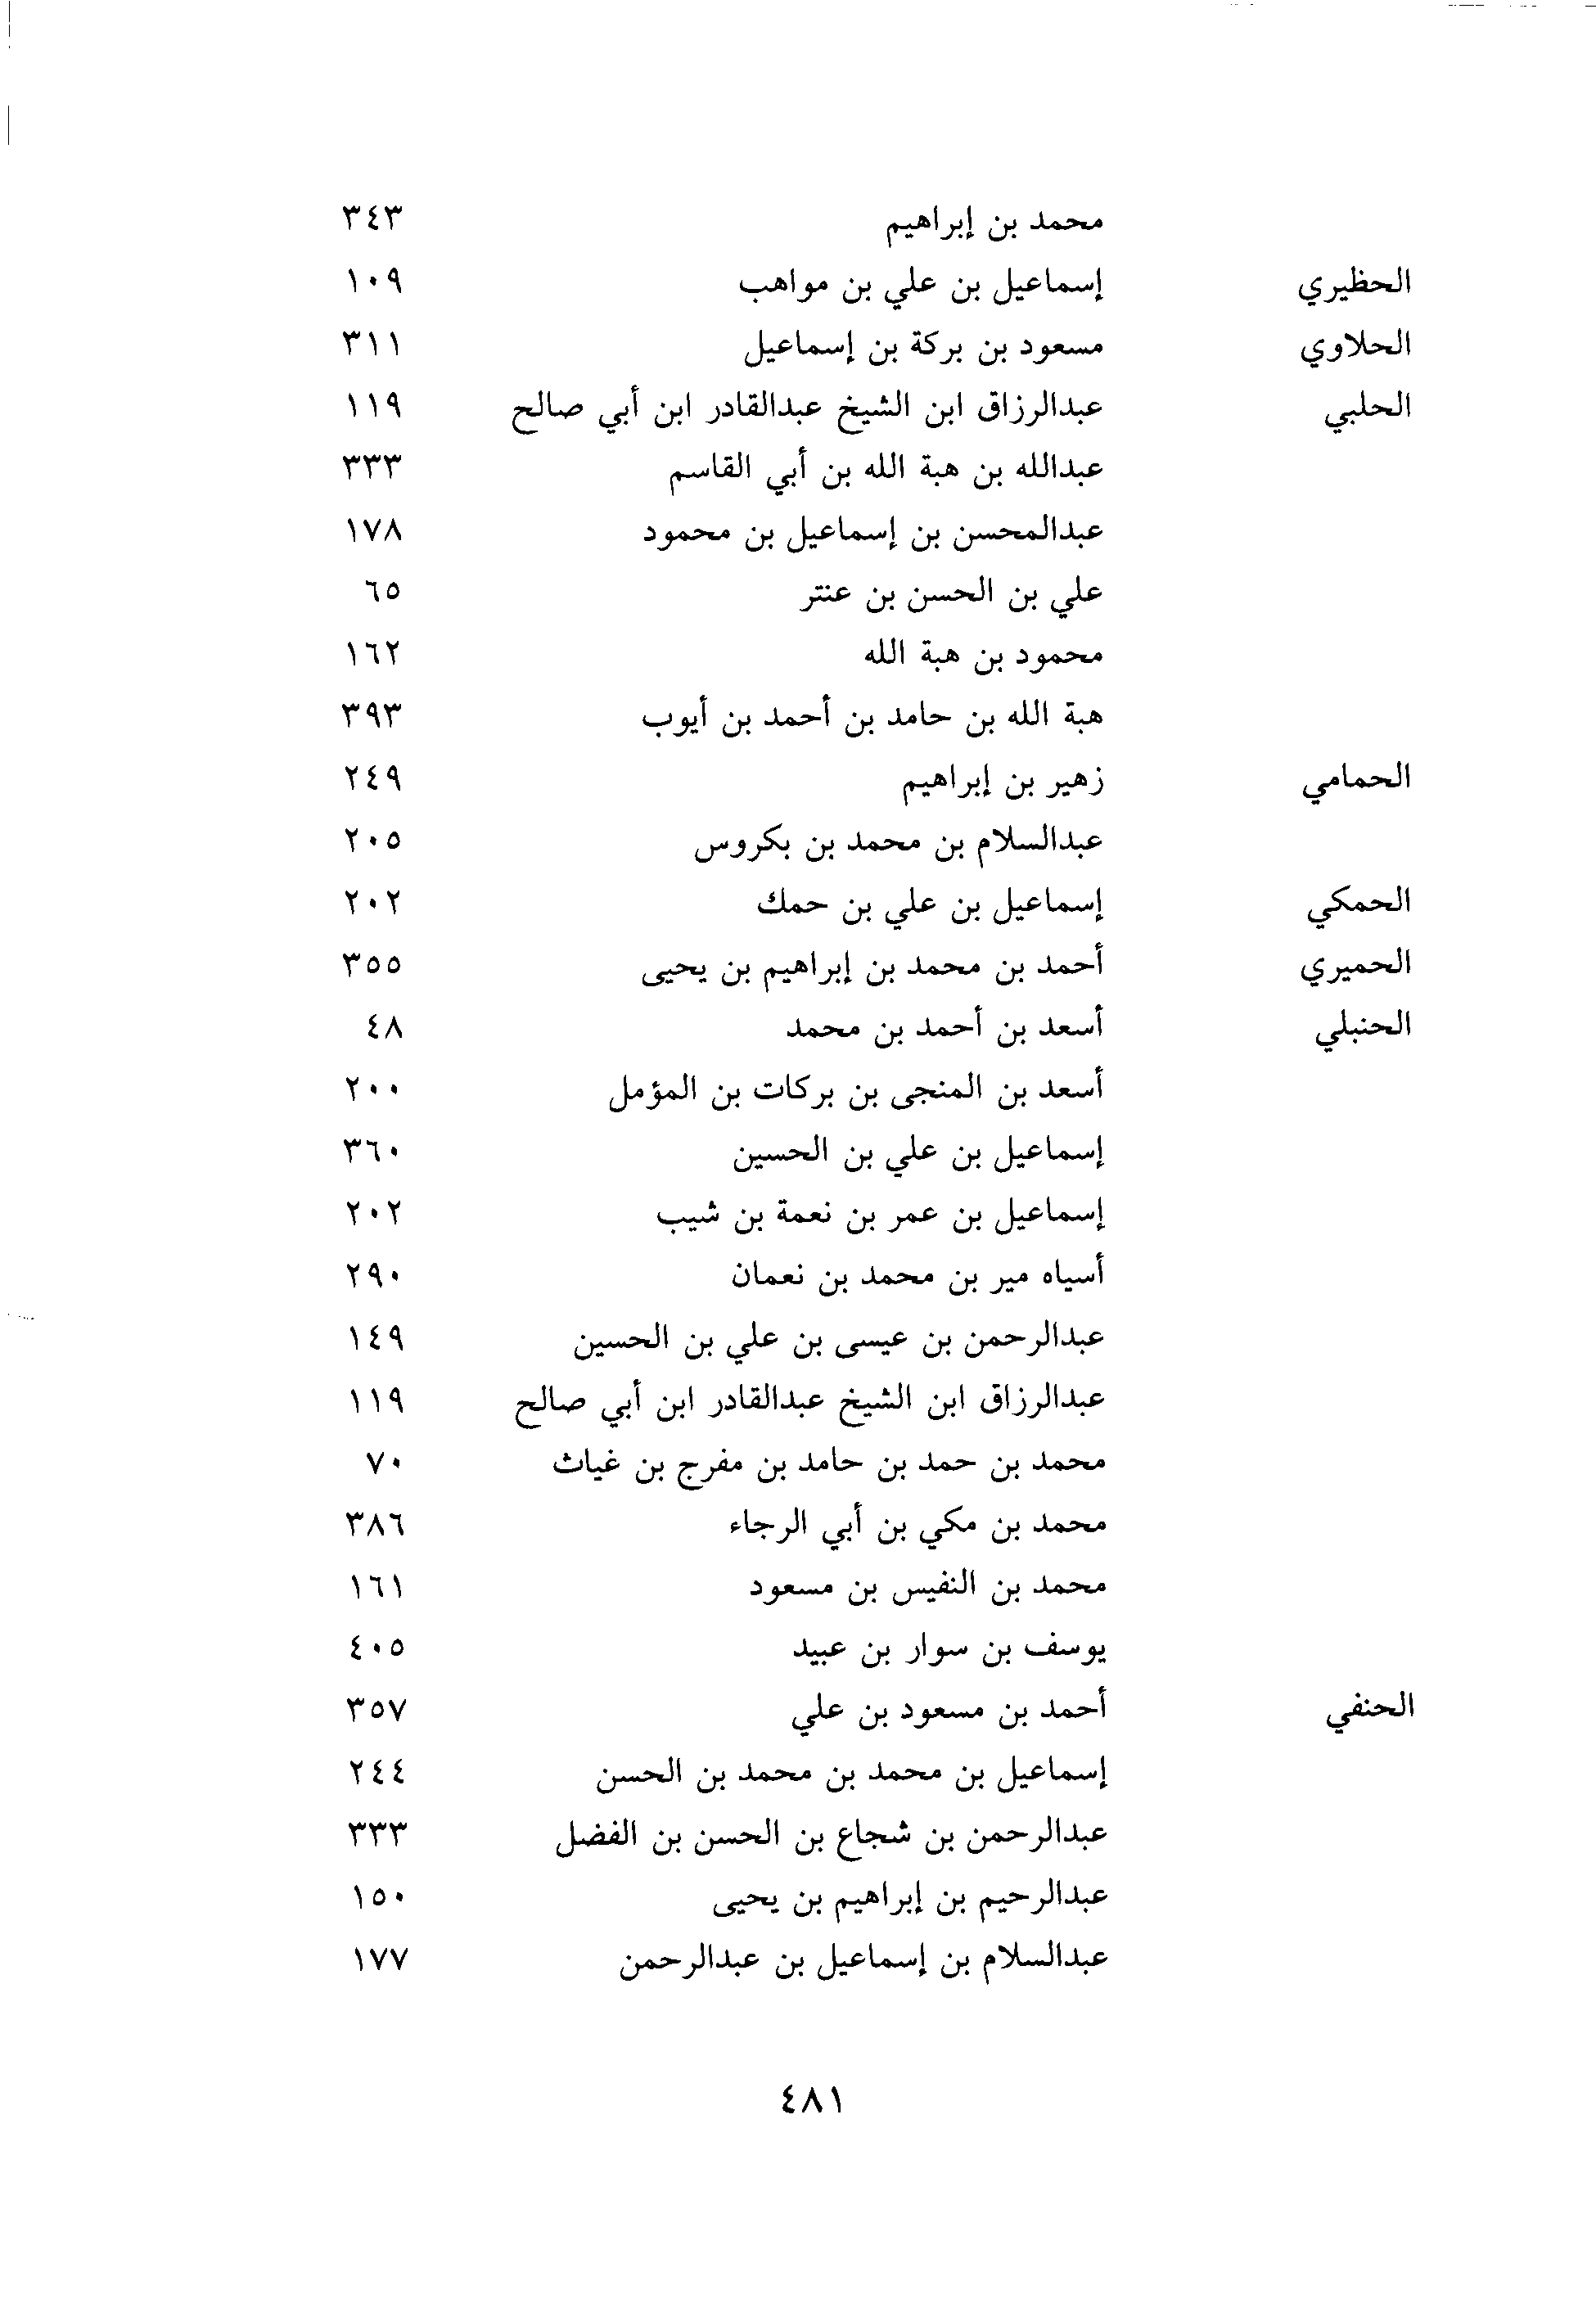 محمد بن إبراهيم ٣٤٣
الحظيري إسماعيل بن علي بن مواهب ١٠٩
الحلاوي مسعود بن بركة بن إسماعيل ٣١١
الحلبي عبدالرزاق ابن الشيخ عبدالقادر ابن أبي صالح ١١٩
عبدالله بن هبة الله بن أبي القاسم ٣٣٣
عبدالمحسن بن إسماعيل بن محمود ١٧٨
علي بن الحسن بن عنتر ٦٥
محمود بن هبة الله ١٦٢
هبة الله بن حامد بن أحمد بن أيوب ٣٩٣
الحمامي زهير بن إبراهيم ٢٤٩
عبدالسلام بن محمد بن بكروس ٢٠٥
الحمكي إسماعيل بن علي بن حمك ٢٠٢
الحميري أحمد بن محمد بن إبراهيم بن يحيى ٣٥٥
الحنبلي أسعد بن أحمد بن محمد ٤٨
أسعد بن المنجى بن بركات بن المؤمل ٢٠٠
إسماعيل بن علي بن الحسين ٣٦٠
إسماعيل بن عمر بن نعمة بن شيب ٢٠٢
أسياه مير بن محمد بن نعمان ٢٩٠
عبدالرحمن بن عيسى بن علي بن الحسين ١٤٩
عبدالرزاق ابن الشيخ عبدالقادر ابن أبي صالح ١١٩
محمد بن حمد بن حامد بن مفرج بن غياث ٧٠
محمد بن مكي بن أبي الرجاء ٣٨٦
محمد بن النفيس بن مسعود ١٦١
يوسف بن سوار بن عبيد ٤٠٥
الحنفي أحمد بن مسعود بن علي ٣٥٧
إسماعيل بن محمد بن محمد بن الحسن ٢٤٤
عبدالرحمن بن شجاع بن الحسن بن الفضل ٣٣٣
عبدالرحيم بن إبراهيم بن يحيى ١٥٠
عبدالسلام بن إسماعيل بن عبدالرحمن ١٧٧
٤٨١